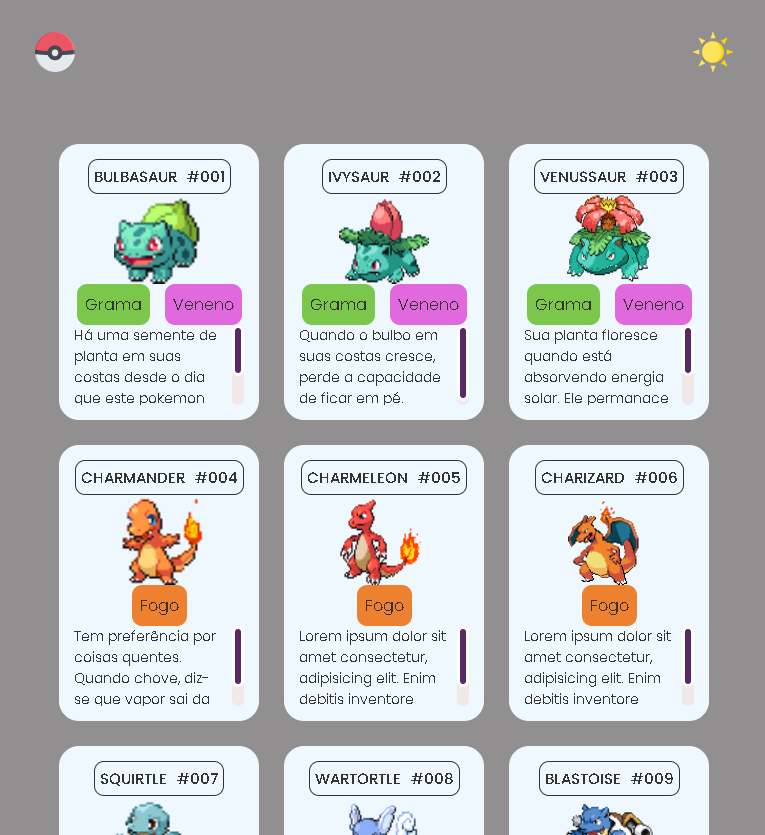 BULBASAUR #001
Grama Veneno
Há uma semente de
planta em suas
costas desde o dia
que este pokemon
IVYSAUR #002
Grama Veneno
Quando o bulbo em
suas costas cresce,
perde a capacidade
de ficar em pé.
VENUSSAUR #003
Grama Veneno
Sua planta floresce
quando está
absorvendo energia
solar. Ele permanace
CHARMANDER #004
Fogo
Tem preferência por
coisas quentes.
Quando chove, diz-
se que vapor sai da
CHARMELEON #005
Fogo
Lorem ipsum dolor sit
amet consectetur,
adipisicing elit. Enim
debitis inventore
CHARIZARD #006
Fogo
Lorem ipsum dolor sit
amet consectetur,
adipisicing elit. Enim
debitis inventore
SQUIRTLE #007
WARTORTLE #008
BLASTOISE #009